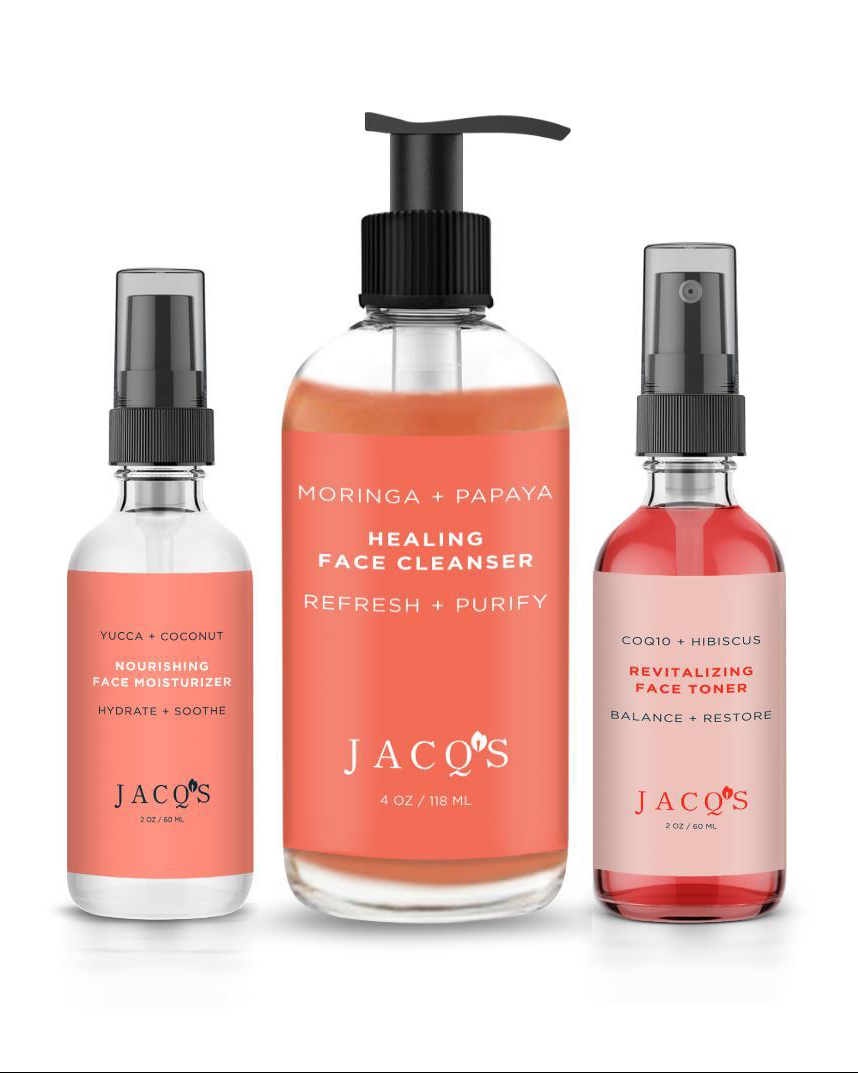 YUCCA + COCONUT
NOURISHING
FACE MOISTURIZER
HYDRATE + SOOTHE
JACQ'S
2 OZ / 60 ML
MORINGA + PAPAYA
HEALING
FACE CLEANSER
REFRESH + PURIFY
JACQ'S
4 OZ / 118 ML
COQ10 + HIBISCUS
REVITALIZING
FACE TONER
BALANCE + RESTORE
JACQ'S
2 OZ / 60 ML